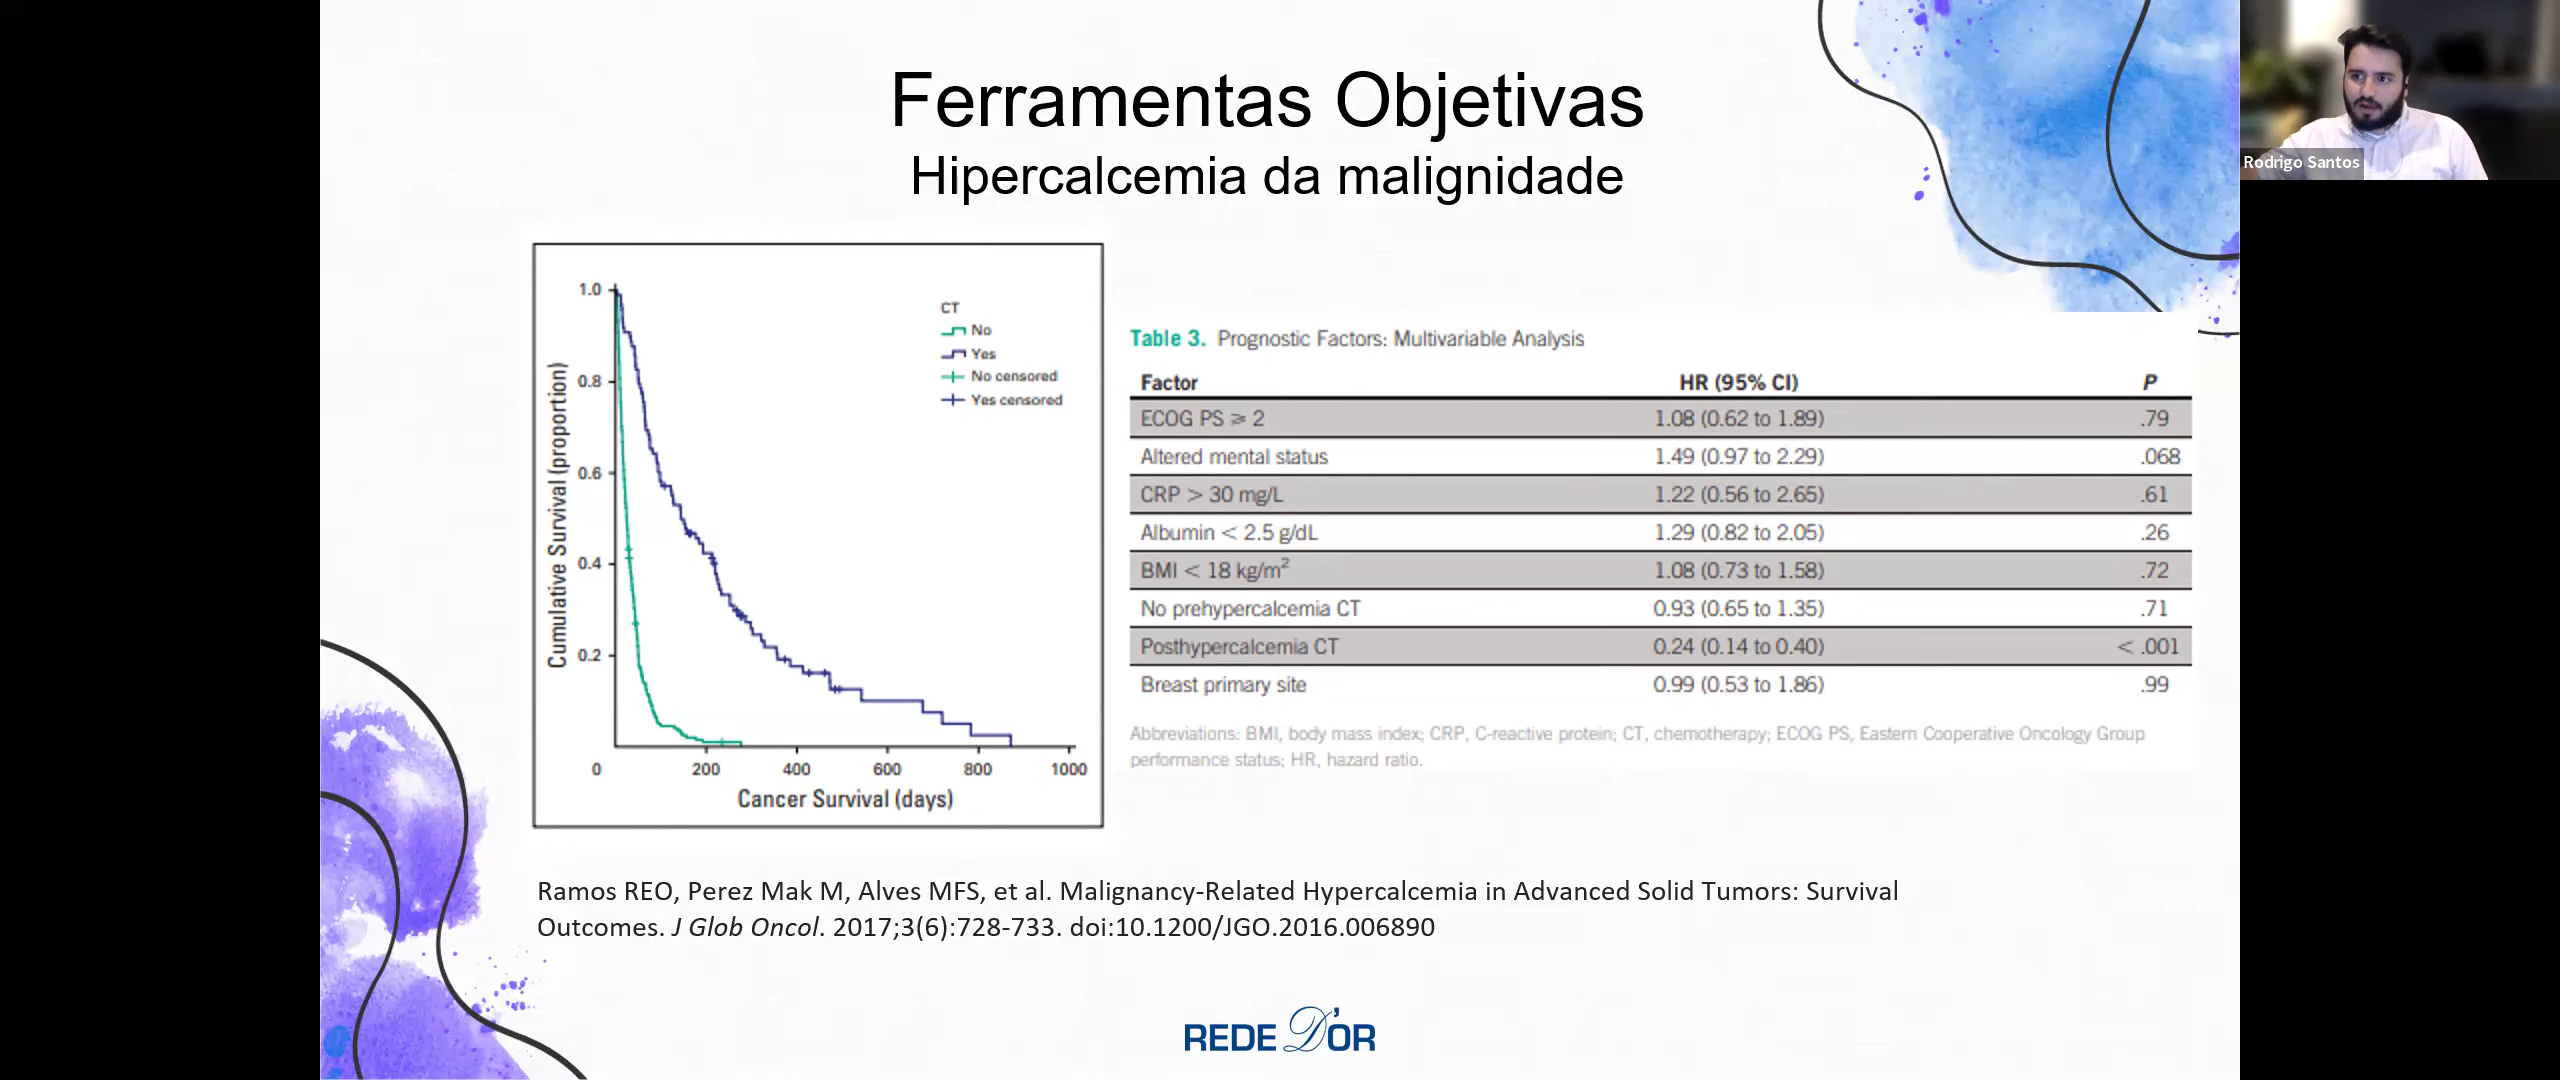 Ferramentas Objetivas
Hipercalcemia da malignidade
Rodrigo Santos
CT
No
Yes
No censored
Yes censored
1.0
0.8
0.6
0.4
0.2
0 200 400 600 800 1000
Cumulative Survival (proportion)
Cancer Survival (days)
Table 3. Prognostic Factors: Multivariable Analysis
Factor HR (95% CI) P
ECOG PS ⩾ 2 1.08 (0.62 to 1.89) .79
Altered mental status 1.49 (0.97 to 2.29) .068
CRP > 30 mg/L 1.22 (0.56 to 2.65) .61
Albumin < 2.5 g/dL 1.29 (0.82 to 2.05) .26
BMI < 18 kg/m² 1.08 (0.73 to 1.58) .72
No prehypercalcemia CT 0.93 (0.65 to 1.35) .71
Posthypercalcemia CT 0.24 (0.14 to 0.40) < .001
Breast primary site 0.99 (0.53 to 1.86) .99
Abbreviations: BMI, body mass index; CRP, C-reactive protein; CT, chemotherapy; ECOG PS, Eastern Cooperative Oncology Group
performance status; HR, hazard ratio.
Ramos REO, Perez Mak M, Alves MFS, et al. Malignancy-Related Hypercalcemia in Advanced Solid Tumors: Survival
Outcomes. J Glob Oncol. 2017;3(6):728-733. doi:10.1200/JGO.2016.006890
REDE D'OR